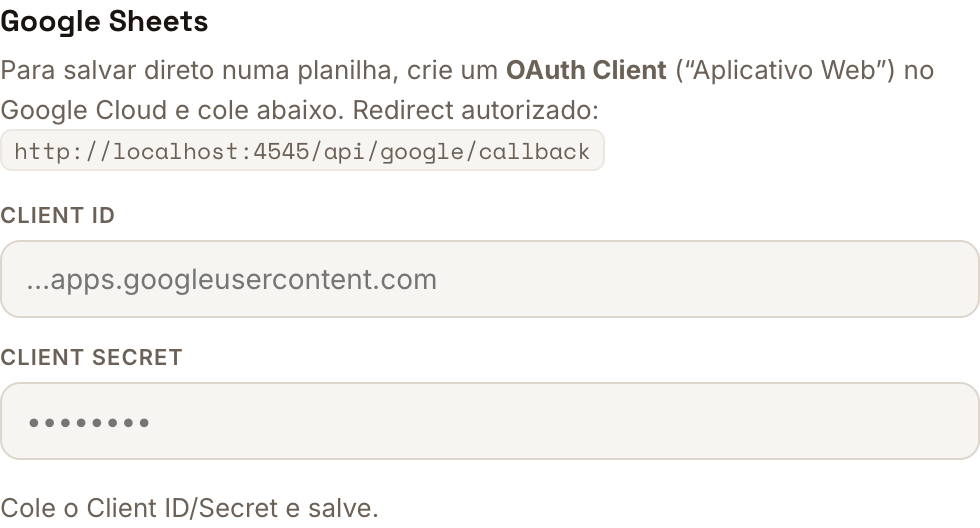 Google Sheets
Para salvar direto numa planilha, crie um OAuth Client (“Aplicativo Web”) no
Google Cloud e cole abaixo. Redirect autorizado:
http://localhost:4545/api/google/callback
CLIENT ID
...apps.googleusercontent.com
CLIENT SECRET
••••••••
Cole o Client ID/Secret e salve.